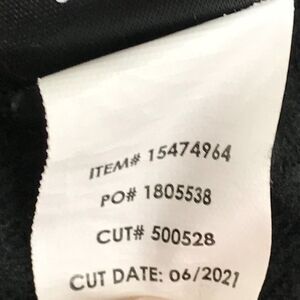 ITEM# 15474964
PO# 1805538
CUT# 500528
CUT DATE: 06/2021